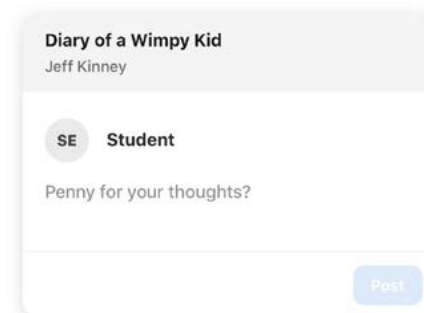 Diary of a Wimpy Kid
Jeff Kinney
SE Student
Penny for your thoughts?
Post